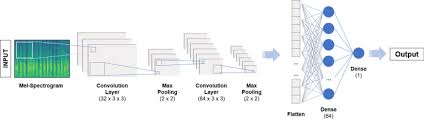 INPUT
Mel-Spectrogram
Convolution
Layer
(32 x 3 x 3)
Max
Pooling
(2 x 2)
Convolution
Layer
(64 x 3 x 3)
Max
Pooling
(2 x 2)
...
...
Flatten
...
Dense
(64)
Dense
(1)
Output